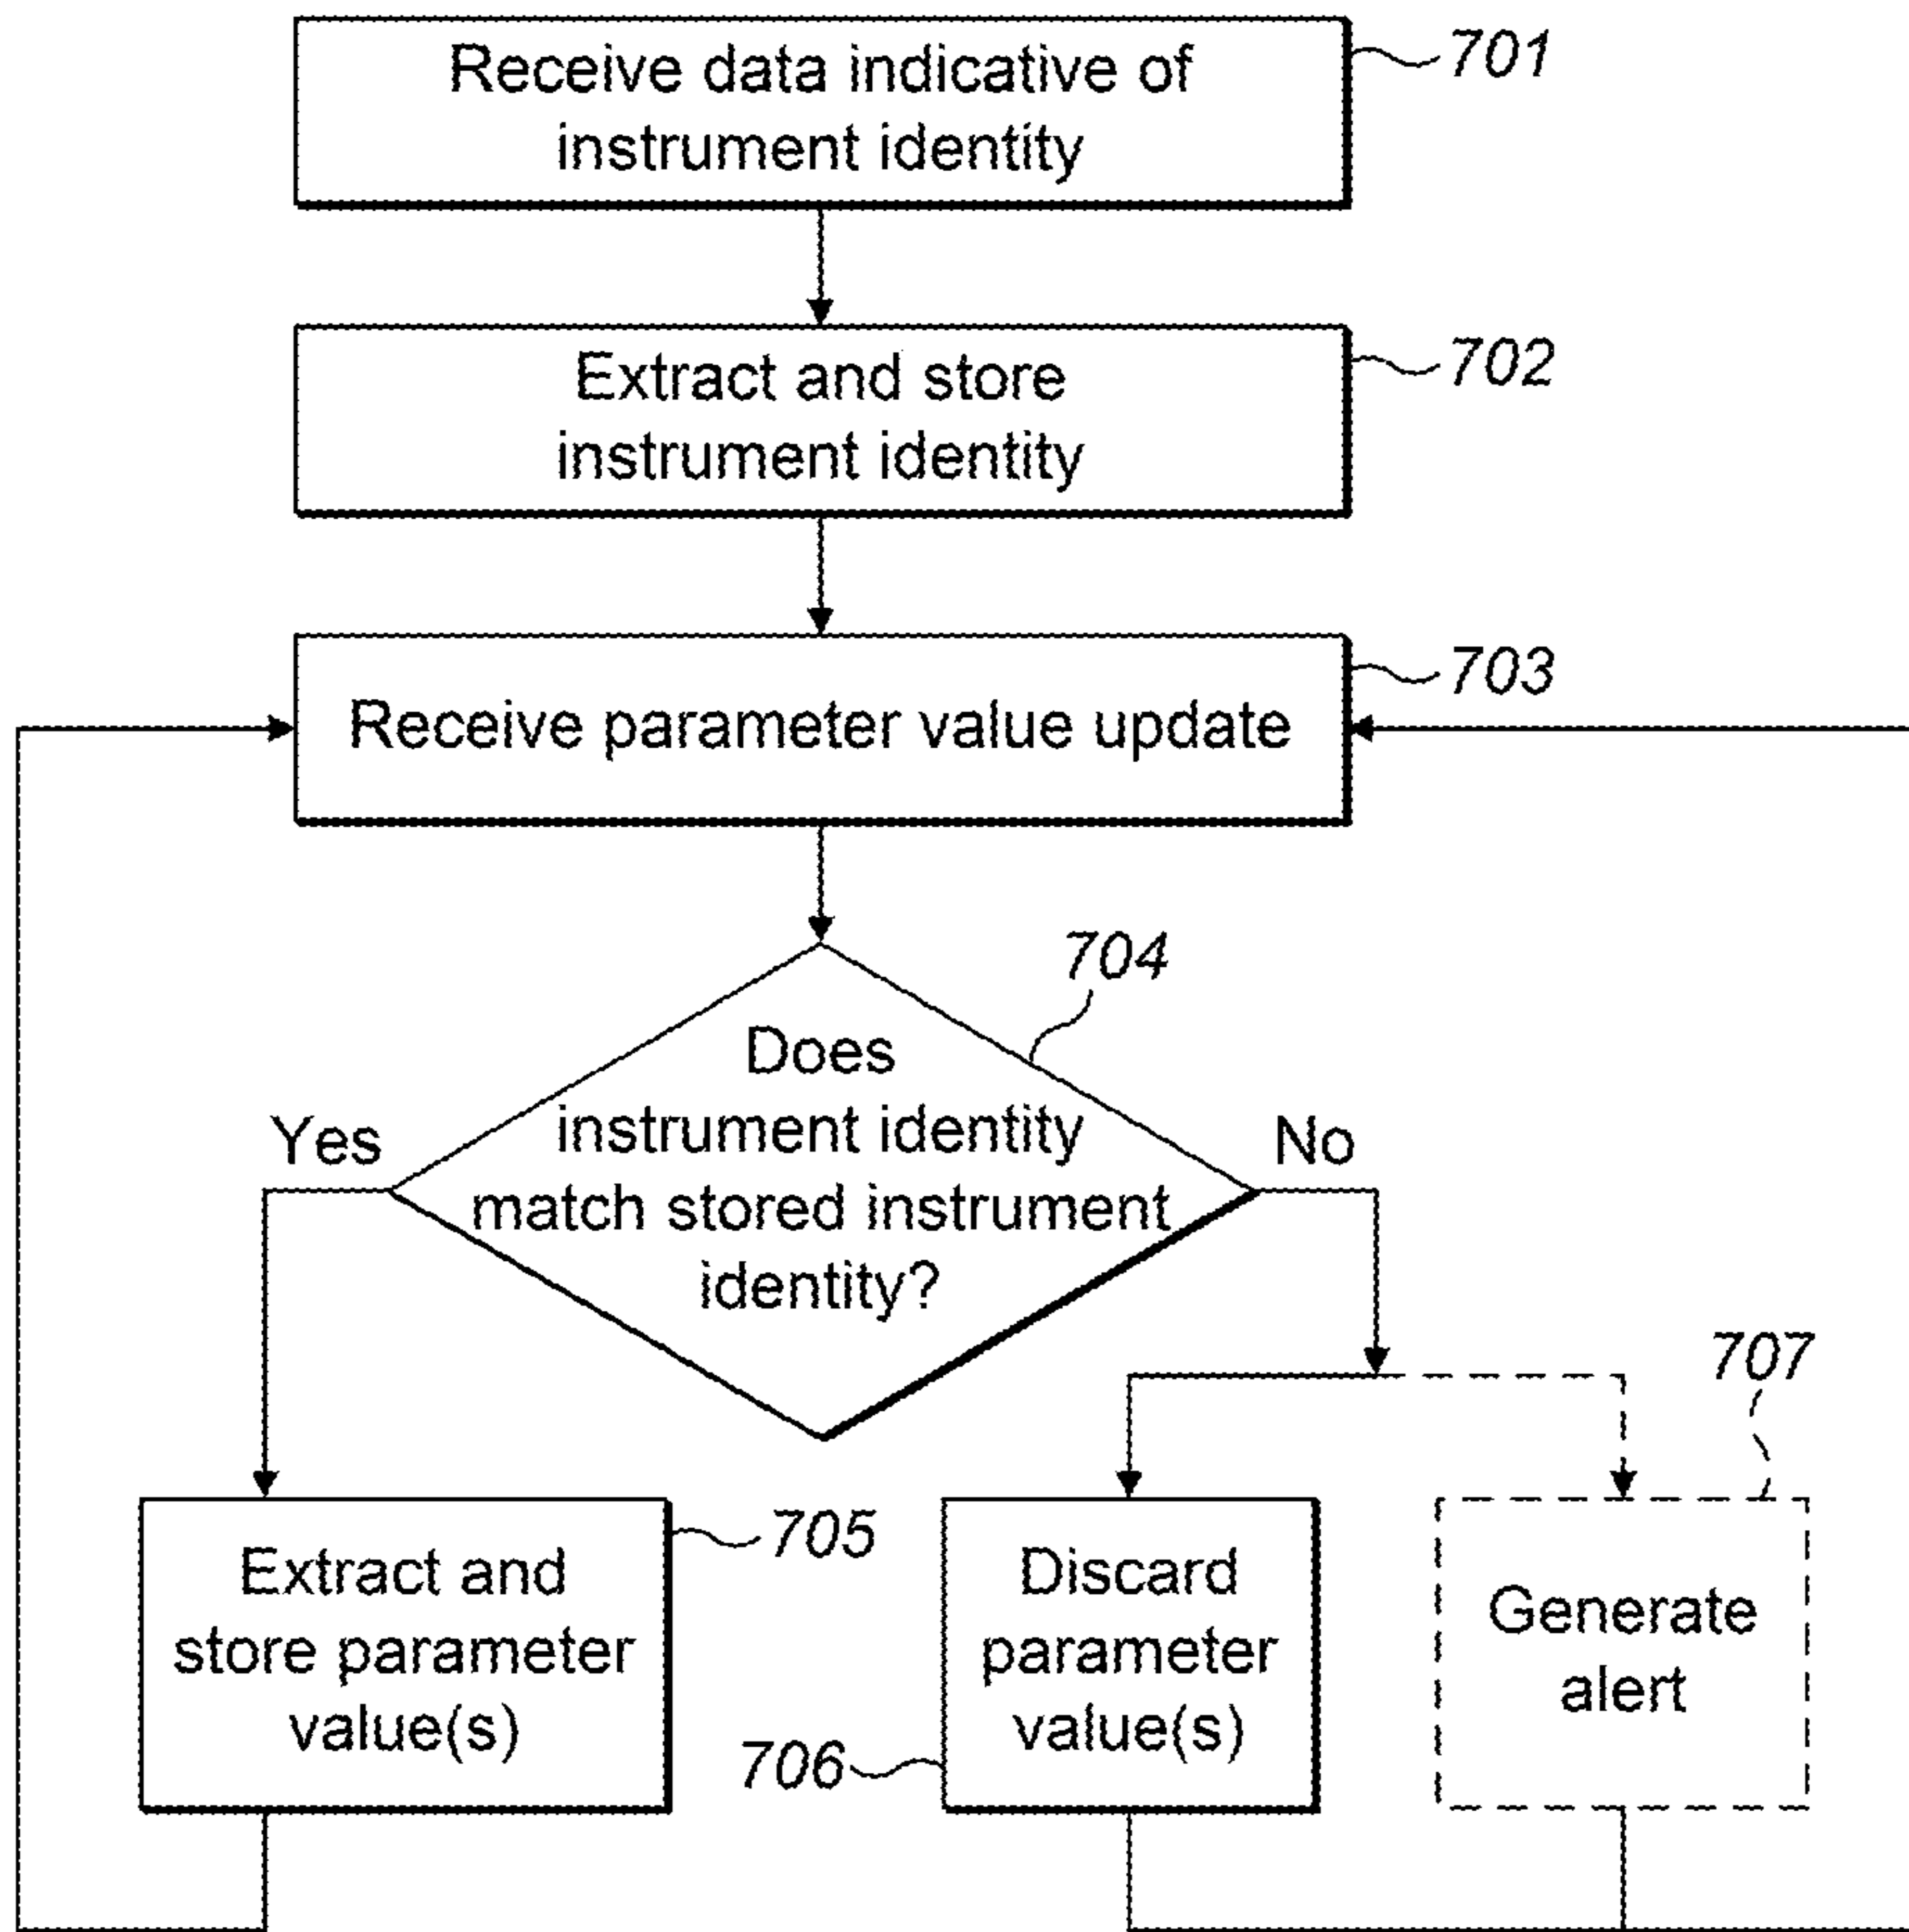 Receive data indicative of
instrument identity
701
Extract and store
instrument identity
702
Receive parameter value update
703
704
Does
instrument identity
match stored instrument
identity?
Yes
No
707
705
Extract and
store parameter
value(s)
706
Discard
parameter
value(s)
Generate
alert